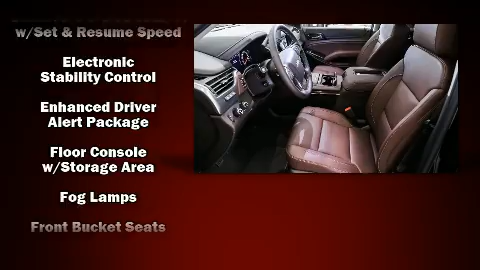 w/Set & Resume Speed
Electronic
Stability Control
Enhanced Driver
Alert Package
Floor Console
w/Storage Area
Fog Lamps
Front Bucket Seats